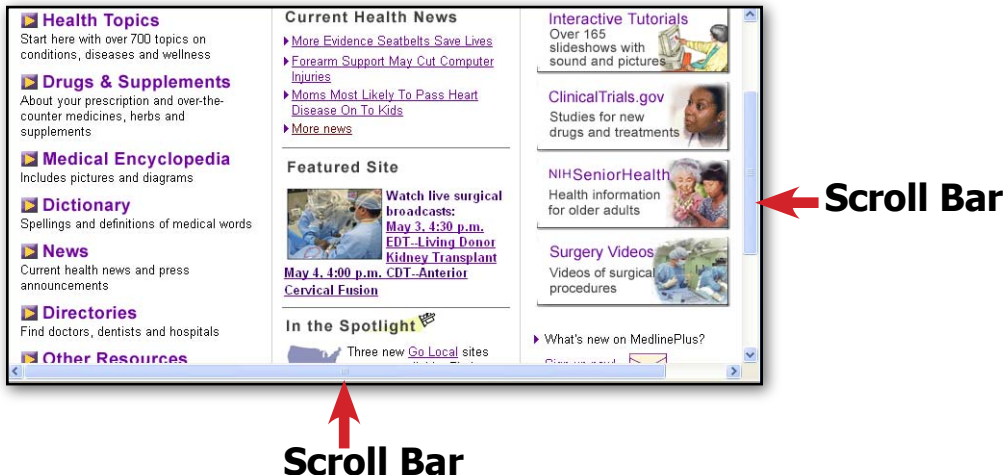 Health Topics
Start here with over 700 topics on
conditions, diseases and wellness
Drugs & Supplements
About your prescription and over-the-
counter medicines, herbs and
supplements
Medical Encyclopedia
Includes pictures and diagrams
Dictionary
Spellings and definitions of medical words
News
Current health news and press
announcements
Directories
Find doctors, dentists and hospitals
Other Resources
Current Health News
More Evidence Seatbelts Save Lives
Forearm Support May Cut Computer
Injuries
Moms Most Likely To Pass Heart
Disease On To Kids
More news
Featured Site
Watch live surgical
broadcasts:
May 3, 4:30 p.m.
EDT--Living Donor
Kidney Transplant
May 4, 4:00 p.m. CDT--Anterior
Cervical Fusion
In the Spotlight
Three new Go Local sites
Interactive Tutorials
Over 165
slideshows with
sound and pictures
ClinicalTrials.gov
Studies for new
drugs and treatments
NIHSeniorHealth
Health information
for older adults
Surgery Videos
Videos of surgical
procedures
What's new on MedlinePlus?
Sign up now!
Scroll Bar
Scroll Bar